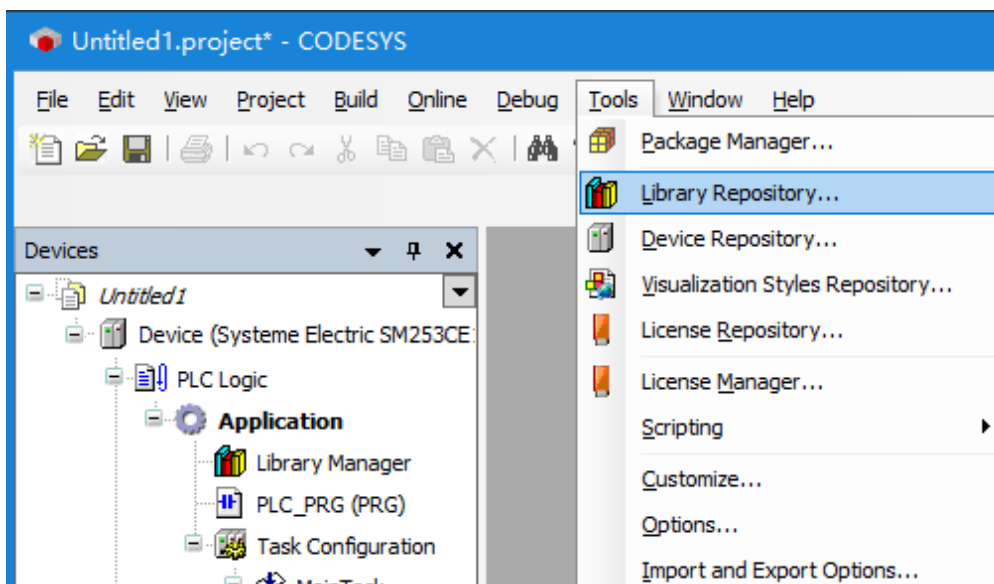 Untitled1.project* - CODESYS
File Edit View Project Build Online Debug Tools Window Help
Package Manager...
Library Repository...
Device Repository...
Visualization Styles Repository...
License Repository...
License Manager...
Scripting
Customize...
Options...
Import and Export Options...
Devices
Untitled1
Device (Systeme Electric SM253CE
PLC Logic
Application
Library Manager
PLC_PRG (PRG)
Task Configuration
MainTask